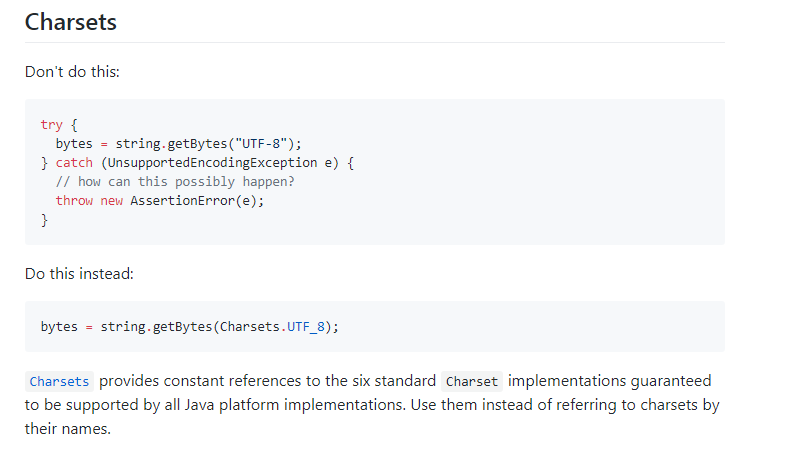 Charsets
Don't do this:
try {
  bytes = string.getBytes("UTF-8");
} catch (UnsupportedEncodingException e) {
  // how can this possibly happen?
  throw new AssertionError(e);
}
Do this instead:
bytes = string.getBytes(Charsets.UTF_8);
Charsets provides constant references to the six standard Charset implementations guaranteed
to be supported by all Java platform implementations. Use them instead of referring to charsets by
their names.